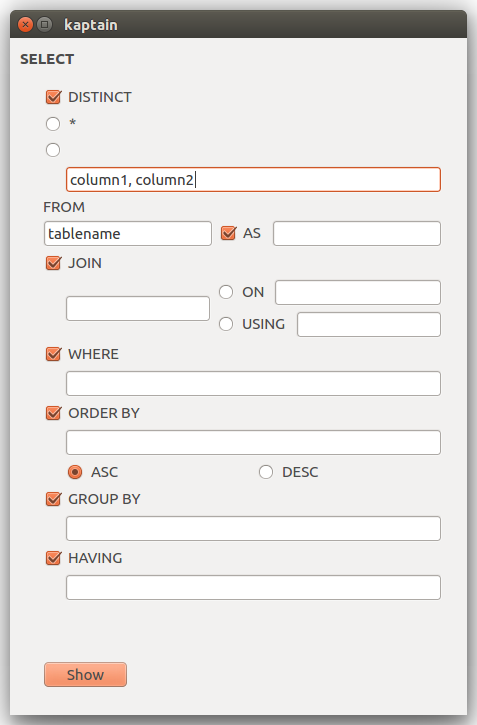 kaptain
SELECT
DISTINCT
*
column1, column2
FROM
tablename AS
JOIN
ON
USING
WHERE
ORDER BY
ASC DESC
GROUP BY
HAVING
Show